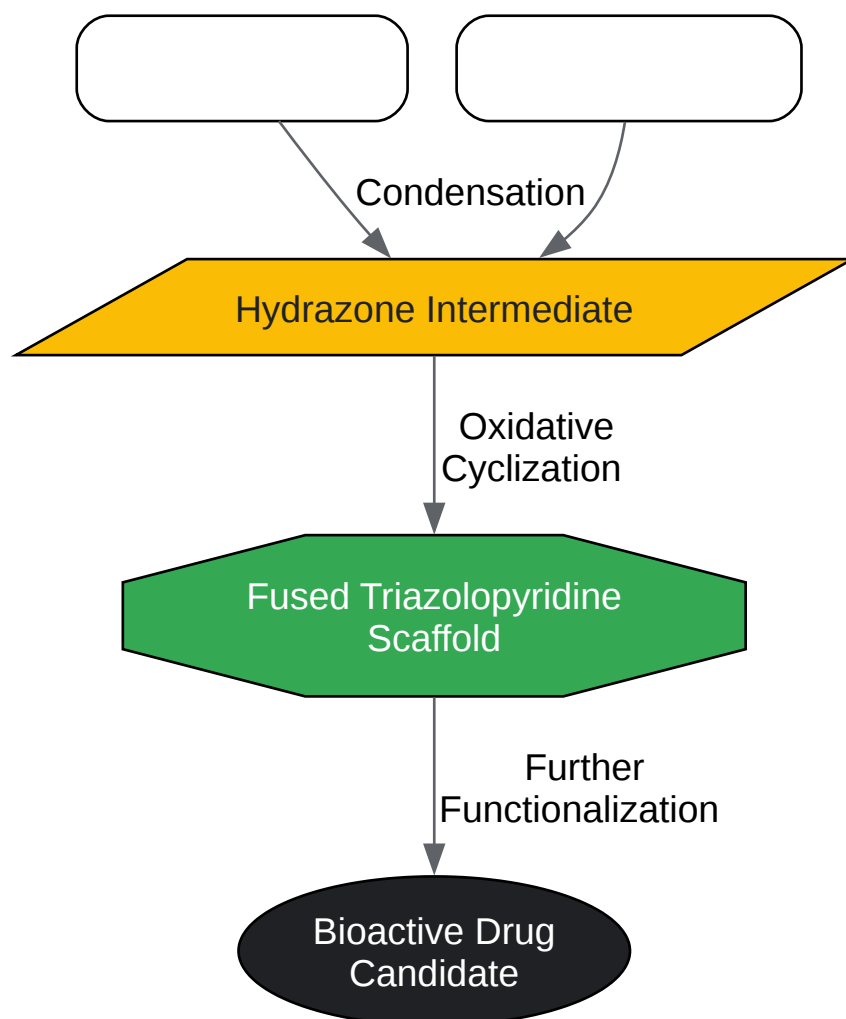 Condensation
Hydrazone Intermediate
Oxidative
Cyclization
Fused Triazolopyridine
Scaffold
Further
Functionalization
Bioactive Drug
Candidate